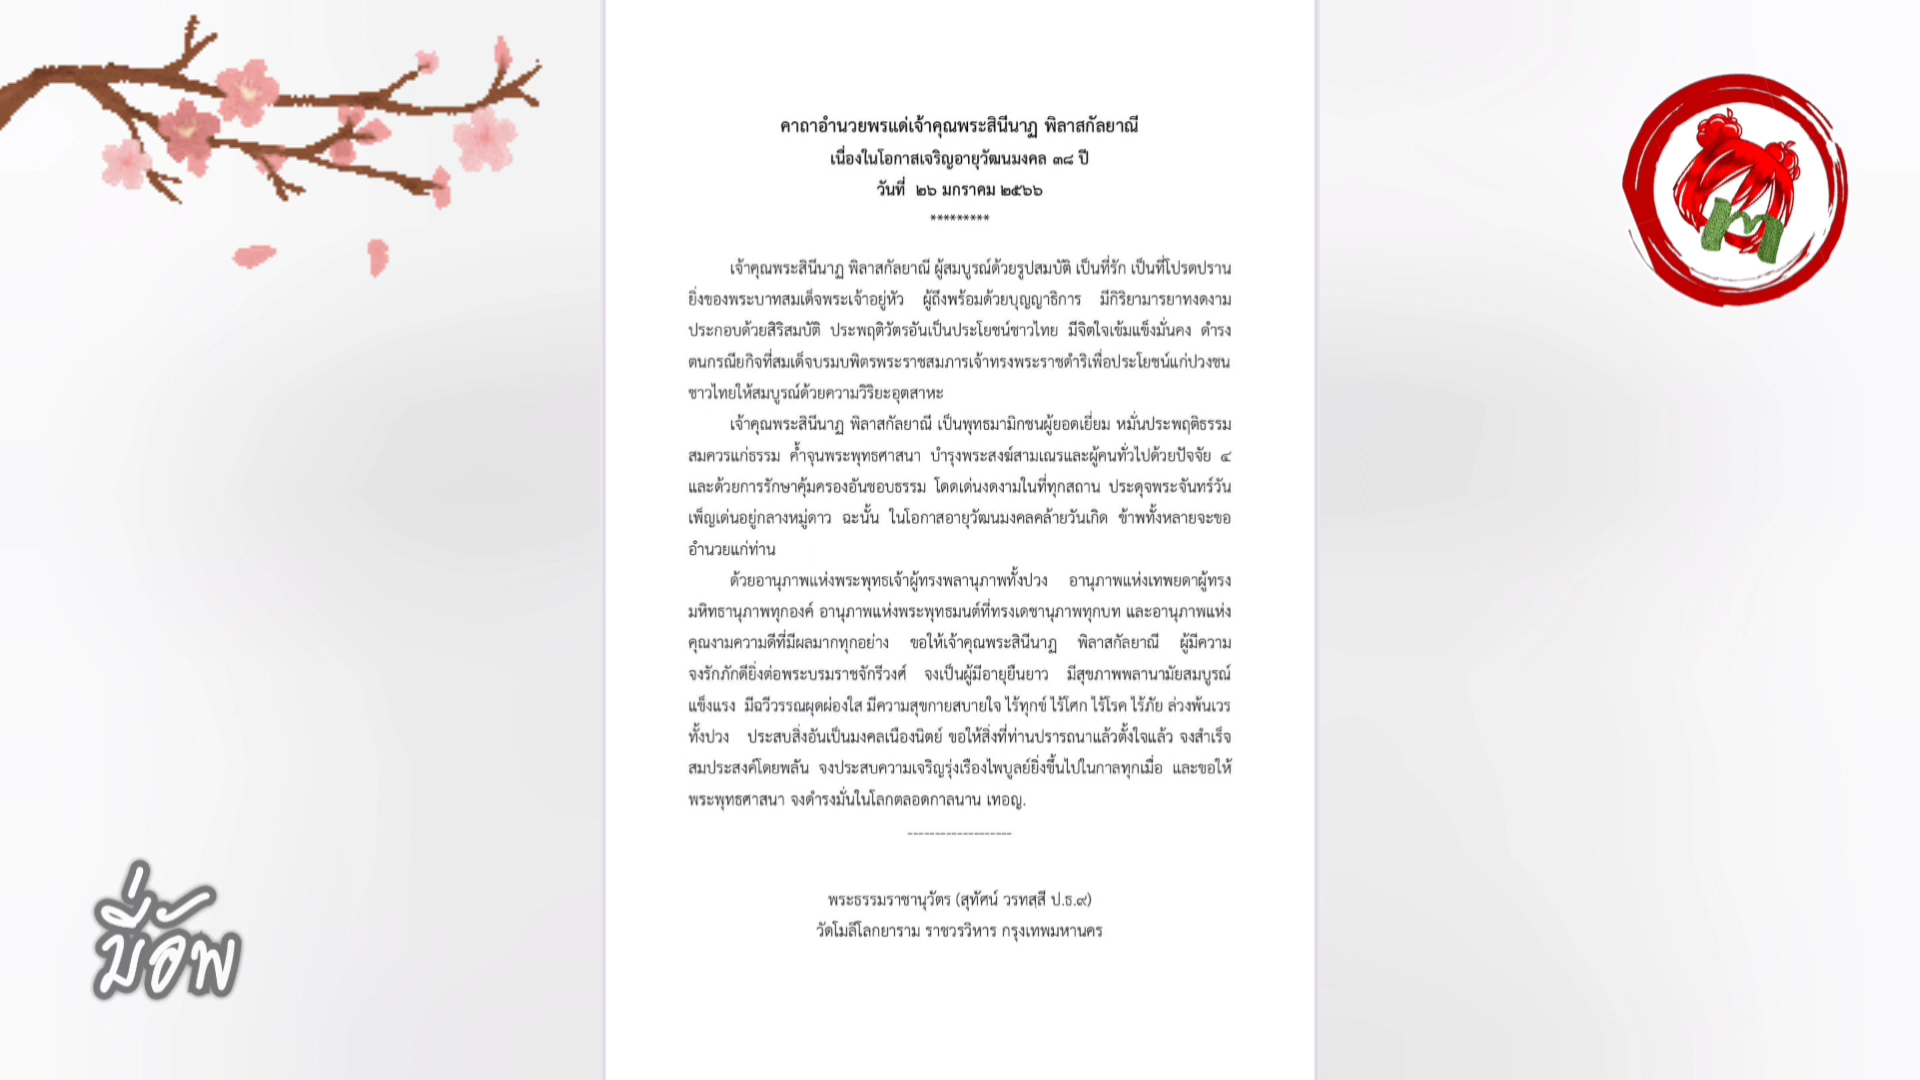 คาถาอำนวยพรแด่เจ้าคุณพระสินีนาฏ พิลาสกัลยาณี
เนื่องในโอกาสเจริญอายุวัฒนมงคล ๓๘ ปี
วันที่ ๒๖ มกราคม ๒๕๖๖
*********
เจ้าคุณพระสินีนาฏ พิลาสกัลยาณี ผู้สมบูรณ์ด้วยรูปสมบัติ เป็นที่รัก เป็นที่โปรดปราน
ยิ่งของพระบาทสมเด็จพระเจ้าอยู่หัว ผู้ถึงพร้อมด้วยบุญญาธิการ มีกิริยามารยาทงดงาม
ประกอบด้วยสิริสมบัติ ประพฤติวัตรอันเป็นประโยชน์ชาวไทย มีจิตใจเข้มแข็งมั่นคง ดำรง
ตนกรณียกิจที่สมเด็จบรมบพิตรพระราชสมภารเจ้าทรงพระราชดำริเพื่อประโยชน์แก่ปวงชน
ชาวไทยให้สมบูรณ์ด้วยความวิริยะอุตสาหะ
เจ้าคุณพระสินีนาฏ พิลาสกัลยาณี เป็นพุทธมามิกชนผู้ยอดเยี่ยม หมั่นประพฤติธรรม
สมควรแก่ธรรม ค้ำจุนพระพุทธศาสนา บำรุงพระสงฆ์สามเณรและผู้คนทั่วไปด้วยปัจจัย ๔
และด้วยการรักษาคุ้มครองอันชอบธรรม โดดเด่นงดงามในที่ทุกสถาน ประดุจพระจันทร์วัน
เพ็ญเด่นอยู่กลางหมู่ดาว ฉะนั้น ในโอกาสอายุวัฒนมงคลคล้ายวันเกิด ข้าพทั้งหลายจะขอ
อำนวยแก่ท่าน
ด้วยอานุภาพแห่งพระพุทธเจ้าผู้ทรงพลานุภาพทั้งปวง อานุภาพแห่งเทพยดาผู้ทรง
มหิทธานุภาพทุกองค์ อานุภาพแห่งพระพุทธมนต์ที่ทรงเดชานุภาพทุกบท และอานุภาพแห่ง
คุณงามความดีที่มีผลมากทุกอย่าง ขอให้เจ้าคุณพระสินีนาฏ พิลาสกัลยาณี ผู้มีความ
จงรักภักดียิ่งต่อพระบรมราชจักรีวงศ์ จงเป็นผู้มีอายุยืนยาว มีสุขภาพพลานามัยสมบูรณ์
แข็งแรง มีฉวีวรรณผุดผ่องใส มีความสุขกายสบายใจ ไร้ทุกข์ ไร้โศก ไร้โรค ไร้ภัย ล่วงพ้นเวร
ทั้งปวง ประสบสิ่งอันเป็นมงคลเนืองนิตย์ ขอให้สิ่งที่ท่านปรารถนาแล้วตั้งใจแล้ว จงสำเร็จ
สมประสงค์โดยพลัน จงประสบความเจริญรุ่งเรืองไพบูลย์ยิ่งขึ้นไปในกาลทุกเมื่อ และขอให้
พระพุทธศาสนา จงดำรงมั่นในโลกตลอดกาลนาน เทอญ.
-------------------
พระธรรมราชานุวัตร (สุทัศน์ วรทสฺสี ป.ธ.๙)
วัดโมลีโลกยาราม ราชวรวิหาร กรุงเทพมหานคร
มี่อัพ
m